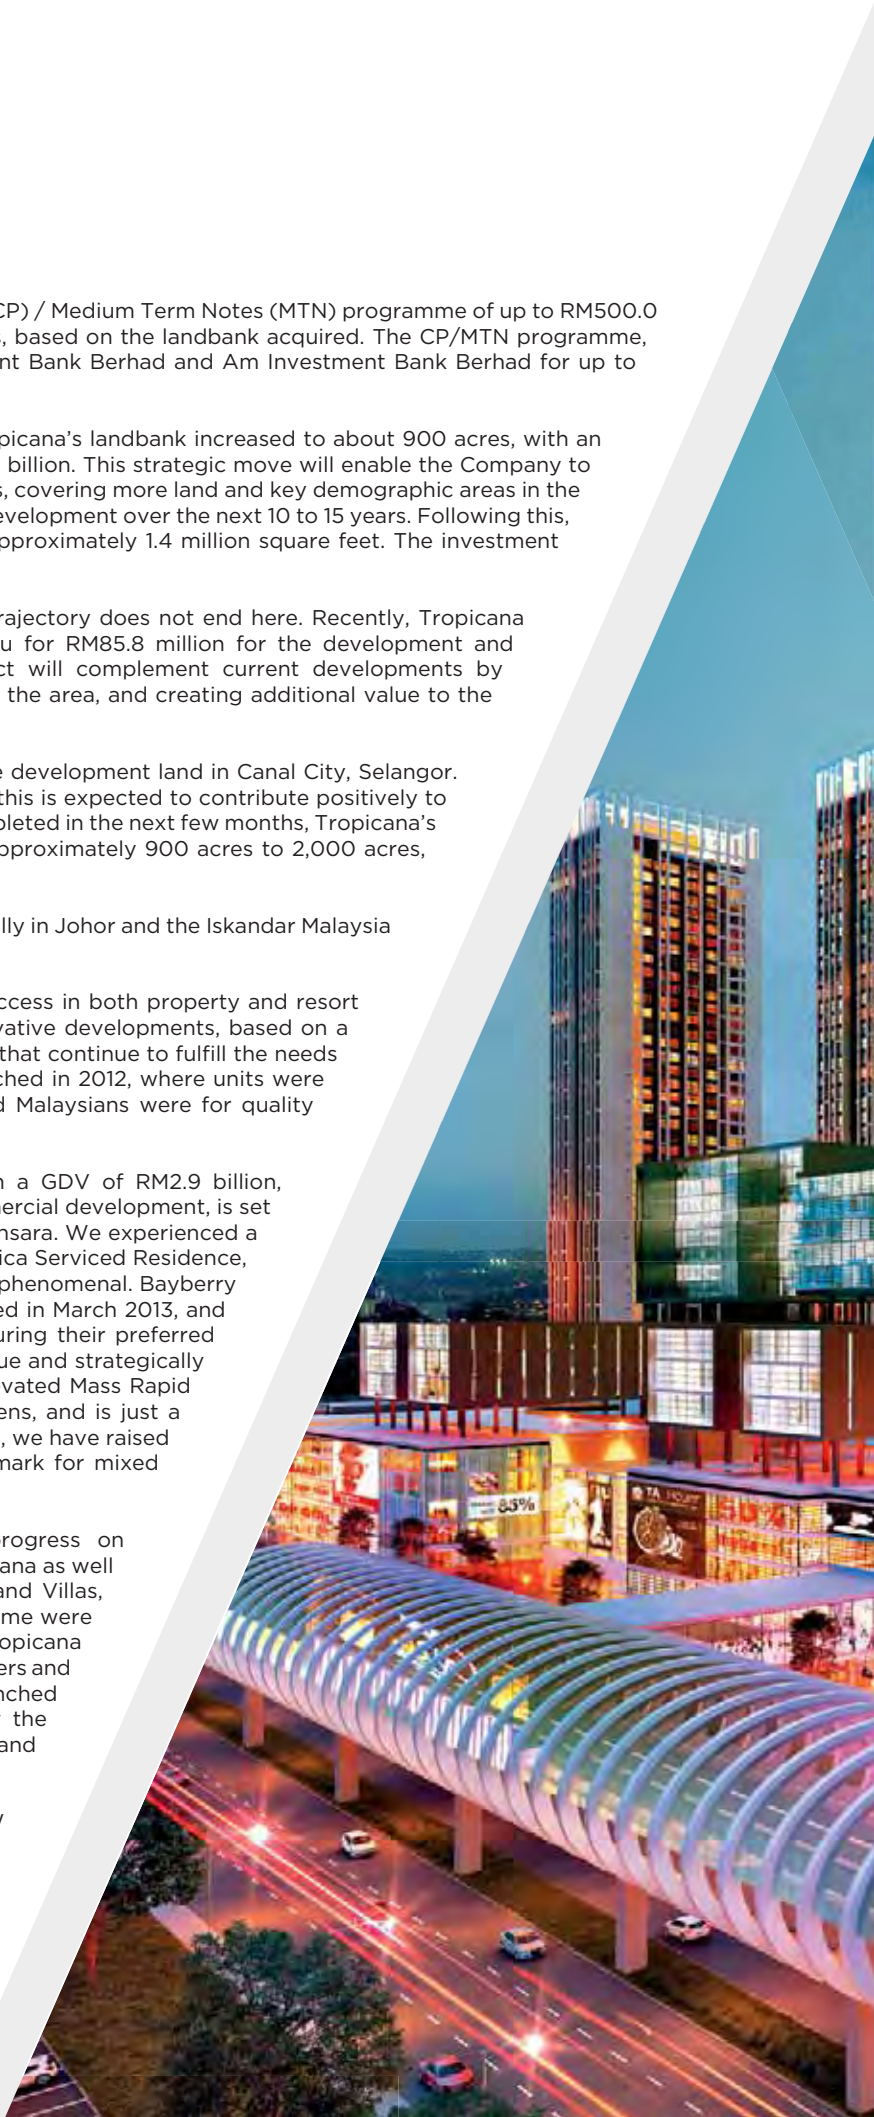 CP) / Medium Term Notes (MTN) programme of up to RM500.0
, based on the landbank acquired. The CP/MTN programme,
nt Bank Berhad and Am Investment Bank Berhad for up to
picana's landbank increased to about 900 acres, with an
billion. This strategic move will enable the Company to
s, covering more land and key demographic areas in the
evelopment over the next 10 to 15 years. Following this,
pproximately 1.4 million square feet. The investment
rajectory does not end here. Recently, Tropicana
u for RM85.8 million for the development and
ct will complement current developments by
the area, and creating additional value to the
e development land in Canal City, Selangor.
this is expected to contribute positively to
pleted in the next few months, Tropicana's
pproximately 900 acres to 2,000 acres,
lly in Johor and the Iskandar Malaysia
ccess in both property and resort
vative developments, based on a
that continue to fulfill the needs
ched in 2012, where units were
d Malaysians were for quality
n a GDV of RM2.9 billion,
mercial development, is set
nsara. We experienced a
ica Serviced Residence,
phenomenal. Bayberry
ed in March 2013, and
uring their preferred
ue and strategically
evated Mass Rapid
ens, and is just a
, we have raised
mark for mixed
rogress on
ana as well
and Villas,
me were
opicana
ers and
nched
the
and
88%
TA
50%